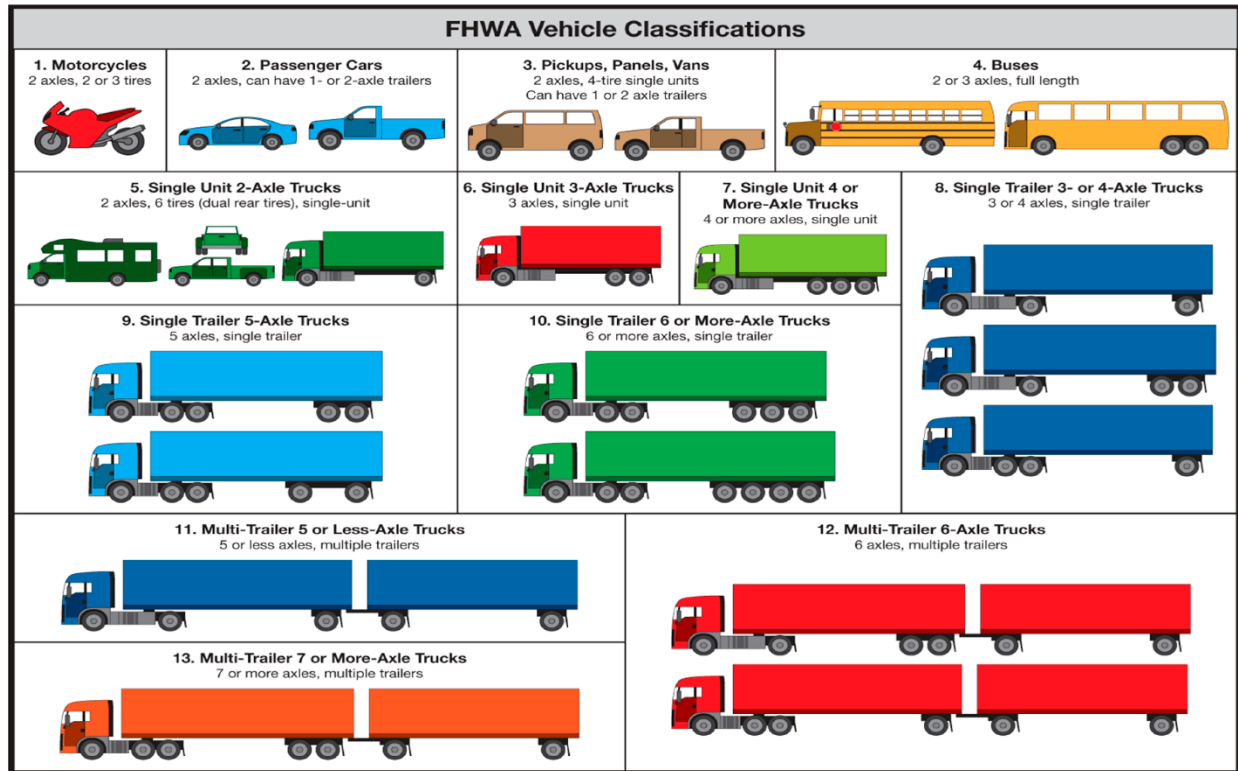 FHWA Vehicle Classifications
1. Motorcycles
2 axles, 2 or 3 tires
2. Passenger Cars
2 axles, can have 1- or 2-axle trailers
3. Pickups, Panels, Vans
2 axles, 4-tire single units
Can have 1 or 2 axle trailers
4. Buses
2 or 3 axles, full length
5. Single Unit 2-Axle Trucks
2 axles, 6 tires (dual rear tires), single-unit
6. Single Unit 3-Axle Trucks
3 axles, single unit
7. Single Unit 4 or
More-Axle Trucks
4 or more axles, single unit
8. Single Trailer 3- or 4-Axle Trucks
3 or 4 axles, single trailer
9. Single Trailer 5-Axle Trucks
5 axles, single trailer
10. Single Trailer 6 or More-Axle Trucks
6 or more axles, single trailer
11. Multi-Trailer 5 or Less-Axle Trucks
5 or less axles, multiple trailers
12. Multi-Trailer 6-Axle Trucks
6 axles, multiple trailers
13. Multi-Trailer 7 or More-Axle Trucks
7 or more axles, multiple trailers